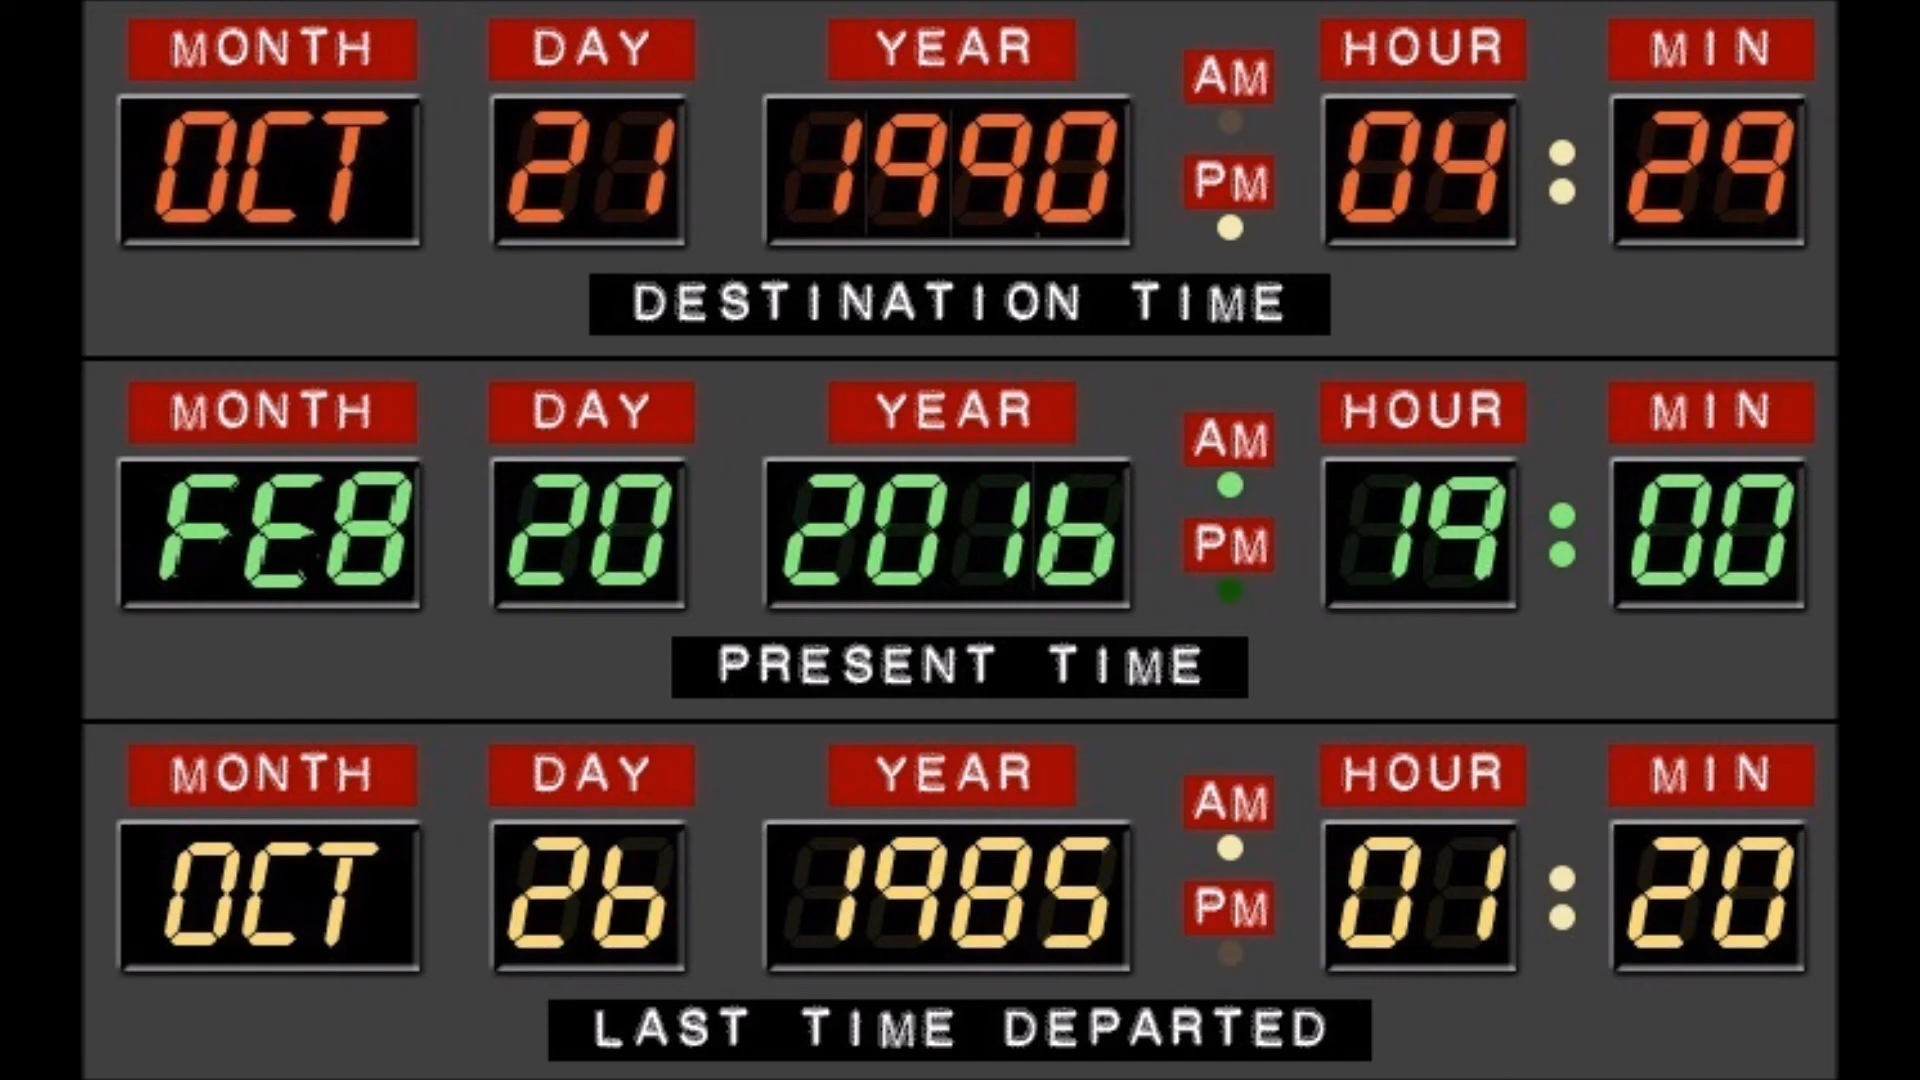 MONTH DAY YEAR AM HOUR MIN
OCT 21 1990 PM 04 : 29
DESTINATION TIME
MONTH DAY YEAR AM HOUR MIN
FEB 20 2016 PM 19 : 00
PRESENT TIME
MONTH DAY YEAR AM HOUR MIN
OCT 26 1985 PM 01 : 20
LAST TIME DEPARTED